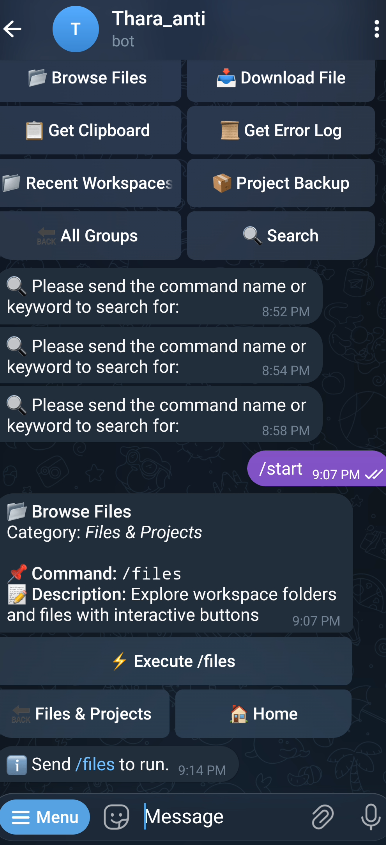 Thara_anti
T
bot
📂 Browse Files
📥 Download File
📋 Get Clipboard
📜 Get Error Log
📁 Recent Workspaces
📦 Project Backup
🔙 All Groups
🔍 Search
🔍 Please send the command name or
keyword to search for:
8:52 PM
🔍 Please send the command name or
keyword to search for:
8:54 PM
🔍 Please send the command name or
keyword to search for:
8:58 PM
/start 9:07 PM
📂 Browse Files
Category: Files & Projects
📌 Command: /files
📝 Description: Explore workspace folders
and files with interactive buttons
9:07 PM
⚡ Execute /files
🔙 Files & Projects
🏠 Home
ℹ️ Send /files to run. 9:14 PM
Menu
Message